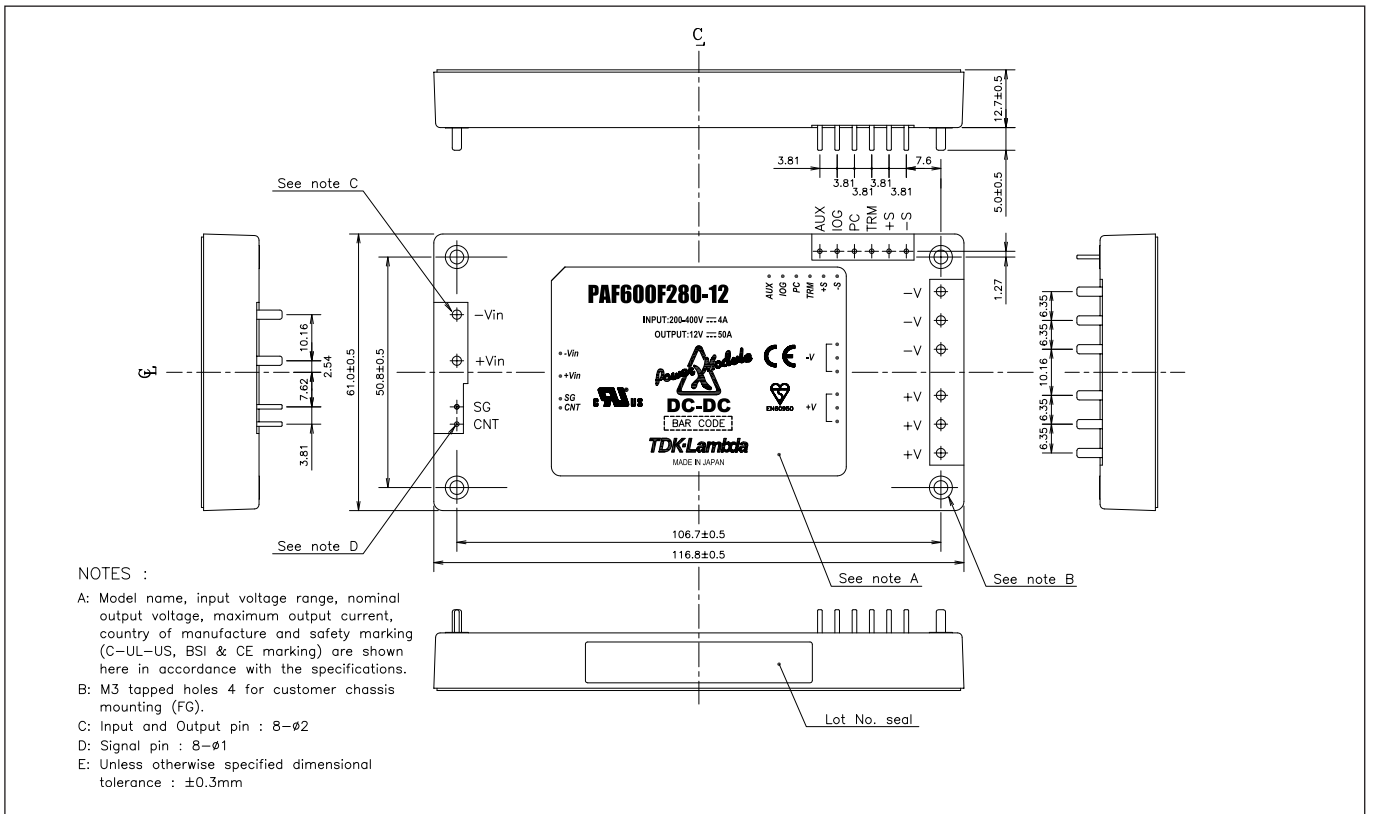 C̲L
12.7±0.5
3.81
7.6
3.81
3.81
3.81
3.81
5.0±0.5
See note C
AUX
IOG
PC
TRM
+S
-S
1.27
10.16
2.54
7.62
3.81
CL
61.0±0.5
50.8±0.5
-Vin
+Vin
SG
CNT
PAF600F280-12
INPUT:200-400V ⎓ 4A
OUTPUT:12V ⎓ 50A
AUX
IOG
PC
TRM
+S
-S
-Vin
+Vin
SG
CNT
Power Module
DC-DC
BAR CODE
TDK-Lambda
MADE IN JAPAN
C UR US
CE
EN60950
-V
+V
-V
-V
-V
+V
+V
+V
6.35
6.35
10.16
6.35
6.35
See note D
106.7±0.5
116.8±0.5
See note A
See note B
Lot No. seal
NOTES :
A: Model name, input voltage range, nominal
output voltage, maximum output current,
country of manufacture and safety marking
(C-UL-US, BSI & CE marking) are shown
here in accordance with the specifications.
B: M3 tapped holes 4 for customer chassis
mounting (FG).
C: Input and Output pin : 8-ø2
D: Signal pin : 8-ø1
E: Unless otherwise specified dimensional
tolerance : ±0.3mm